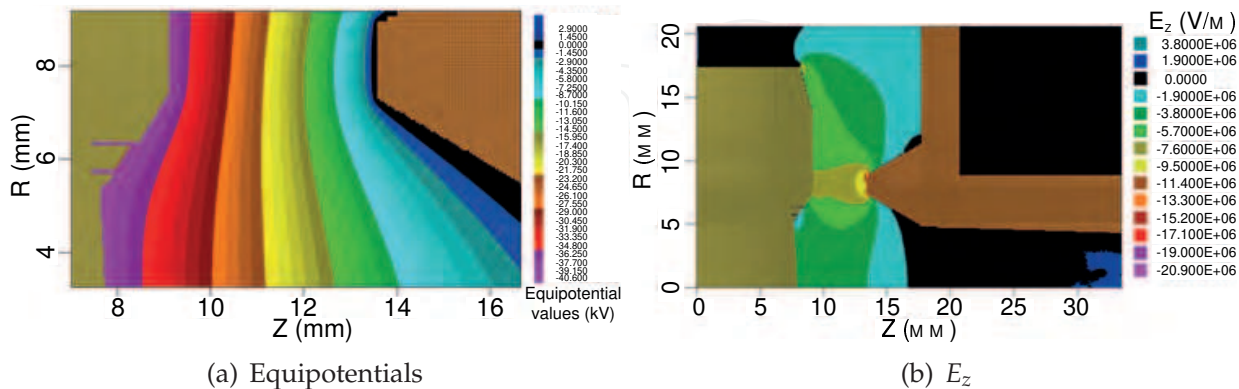 R (mm)
8
6
4
8
10
12
14
16
Z (mm)
2.9000
1.4500
0.0000
-1.4500
-2.9000
-4.3500
-5.8000
-7.2500
-8.7000
-10.150
-11.600
-13.050
-14.500
-15.950
-17.400
-18.850
-20.300
-21.750
-23.200
-24.650
-26.100
-27.550
-29.000
-30.450
-31.900
-33.350
-34.800
-36.250
-37.700
-39.150
-40.600
Equipotential
values (kV)
(a) Equipotentials
R (мм)
20
15
10
5
0
0
5
10
15
20
25
30
Z (мм)
E_z (V/м)
3.8000E+06
1.9000E+06
0.0000
-1.9000E+06
-3.8000E+06
-5.7000E+06
-7.6000E+06
-9.5000E+06
-11.400E+06
-13.300E+06
-15.200E+06
-17.100E+06
-19.000E+06
-20.900E+06
(b) E_z